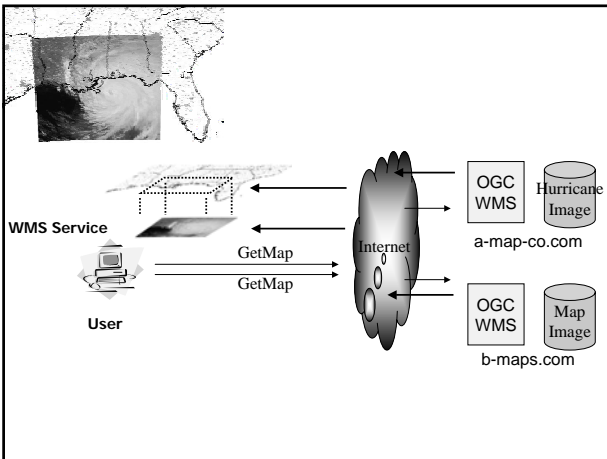 WMS Service
GetMap
GetMap
User
Internet
OGC
WMS
Hurricane
Image
a-map-co.com
OGC
WMS
Map
Image
b-maps.com